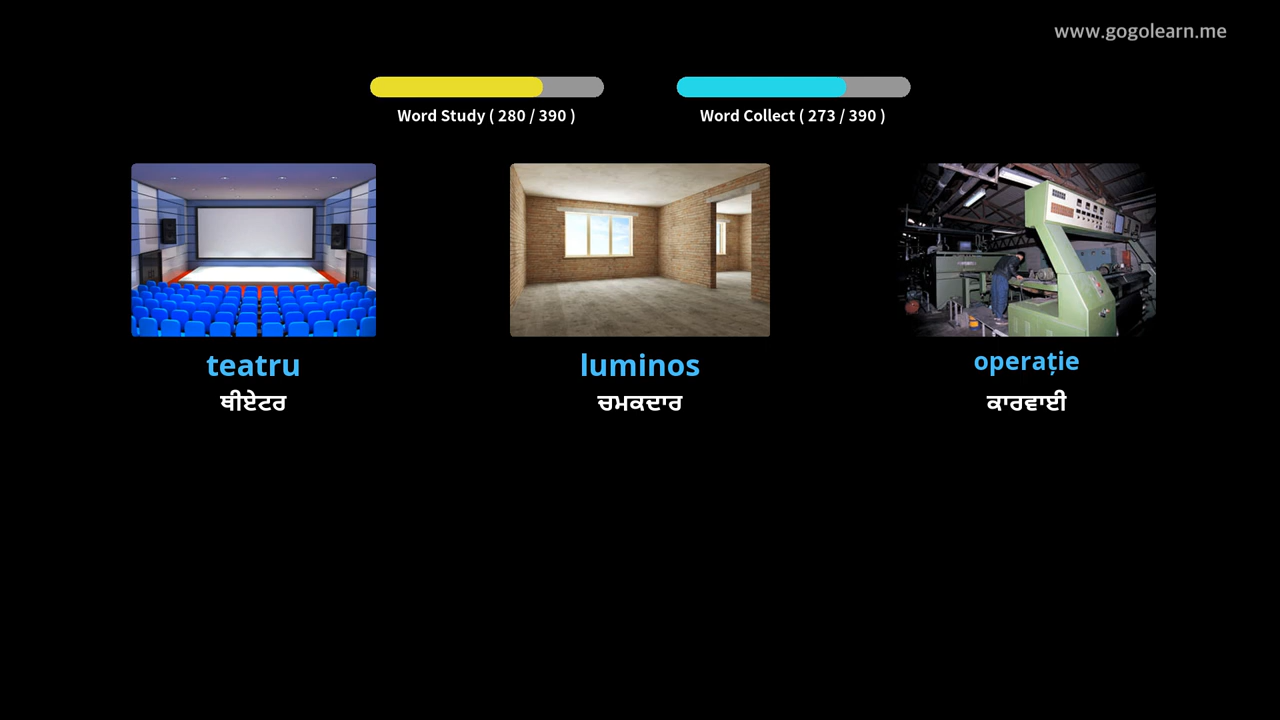 www.gogolearn.me
Word Study ( 280 / 390 )
Word Collect ( 273 / 390 )
teatru
luminos
operație
ਥੀਏਟਰ
ਚਮਕਦਾਰ
ਕਾਰਵਾਈ